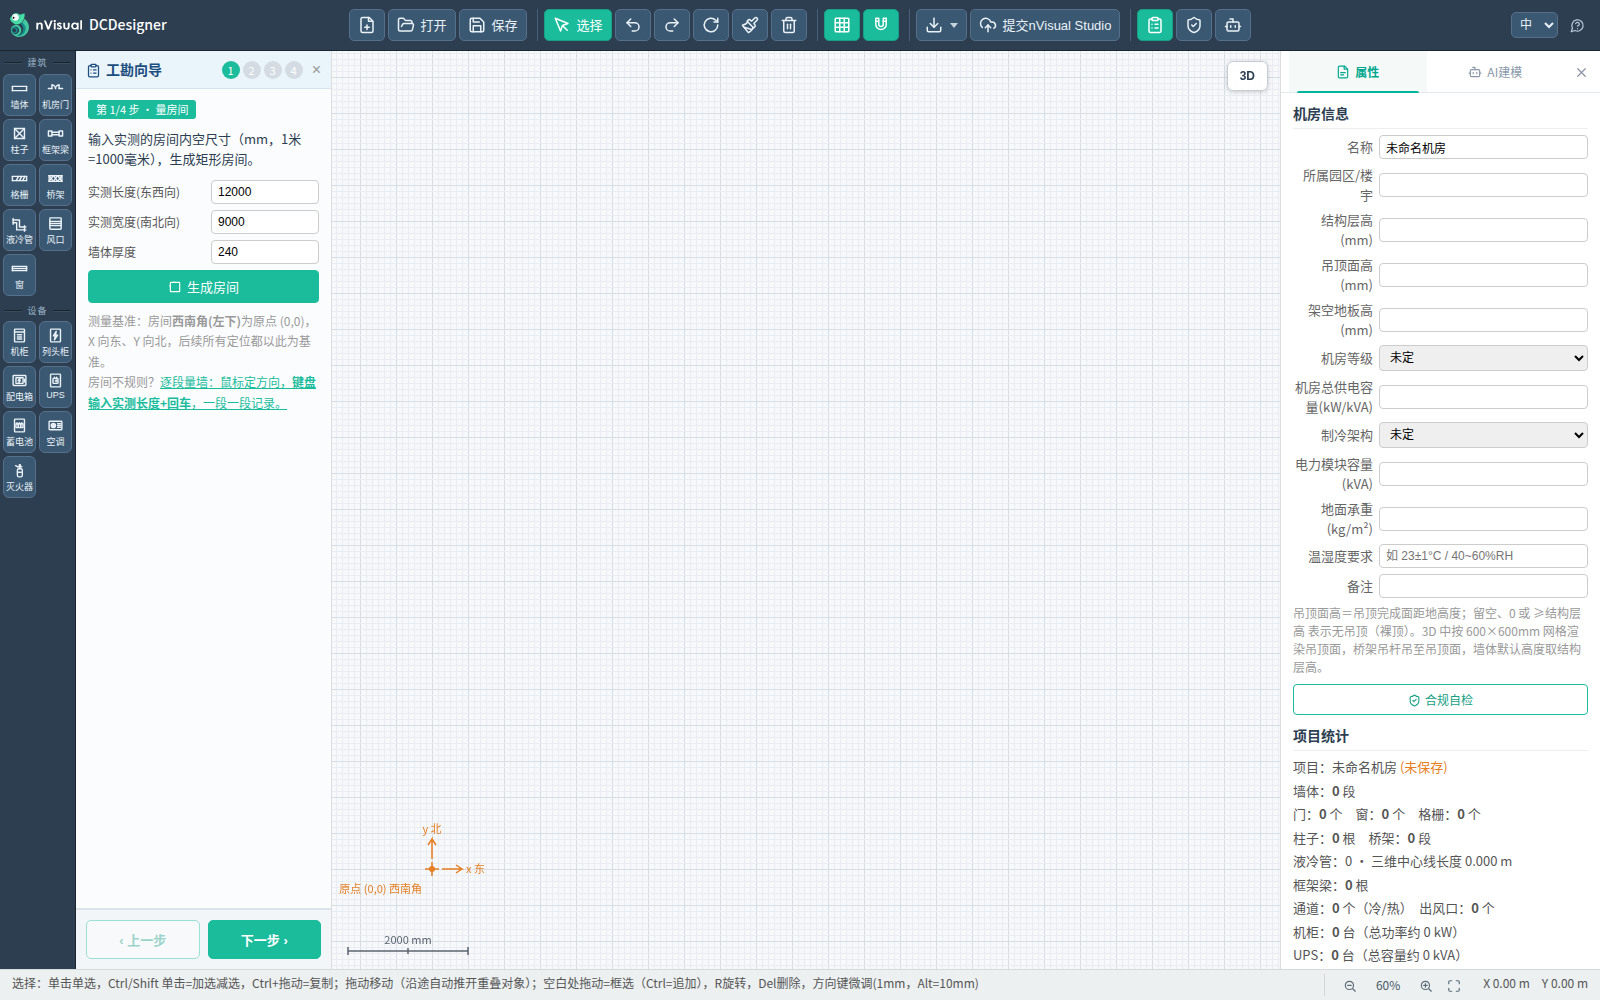 nVisual DCDesigner
打开
保存
选择
提交nVisual Studio
中
建筑
墙体
机房门
柱子
框架梁
格栅
桥架
液冷管
风口
窗
设备
机柜
列头柜
配电箱
UPS
蓄电池
空调
灭火器
工勘向导
1 2 3 4 ×
第 1/4 步 · 量房间
输入实测的房间内空尺寸（mm，1米
=1000毫米），生成矩形房间。
实测长度(东西向) 12000
实测宽度(南北向) 9000
墙体厚度 240
生成房间
测量基准：房间西南角(左下)为原点 (0,0)，
X 向东、Y 向北，后续所有定位都以此为基
准。
房间不规则？逐段量墙：鼠标定方向，键盘
输入实测长度+回车，一段一段记录。
‹ 上一步
下一步 ›
3D
y 北
x 东
原点 (0,0) 西南角
2000 mm
属性
AI建模
机房信息
名称 未命名机房
所属园区/楼
宇
结构层高
(mm)
吊顶面高
(mm)
架空地板高
(mm)
机房等级 未定
机房总供电容
量(kW/kVA)
制冷架构 未定
电力模块容量
(kVA)
地面承重
(kg/m²)
温湿度要求 如 23±1°C / 40~60%RH
备注
吊顶面高＝吊顶完成面距地高度；留空、0 或 ≥结构层
高 表示无吊顶（裸顶）。3D 中按 600×600mm 网格渲
染吊顶面，桥架吊杆吊至吊顶面，墙体默认高度取结构
层高。
合规自检
项目统计
项目：未命名机房 (未保存)
墙体：0 段
门：0 个 窗：0 个 格栅：0 个
柱子：0 根 桥架：0 段
液冷管：0 · 三维中心线长度 0.000 m
框架梁：0 根
通道：0 个（冷/热） 出风口：0 个
机柜：0 台（总功率约 0 kW）
UPS：0 台（总容量约 0 kVA）
选择：单击单选，Ctrl/Shift 单击=加选减选，Ctrl+拖动=复制；拖动移动（沿途自动推开重叠对象）；空白处拖动=框选（Ctrl=追加），R旋转，Del删除，方向键微调(1mm，Alt=10mm)
60%
X 0.00 m Y 0.00 m